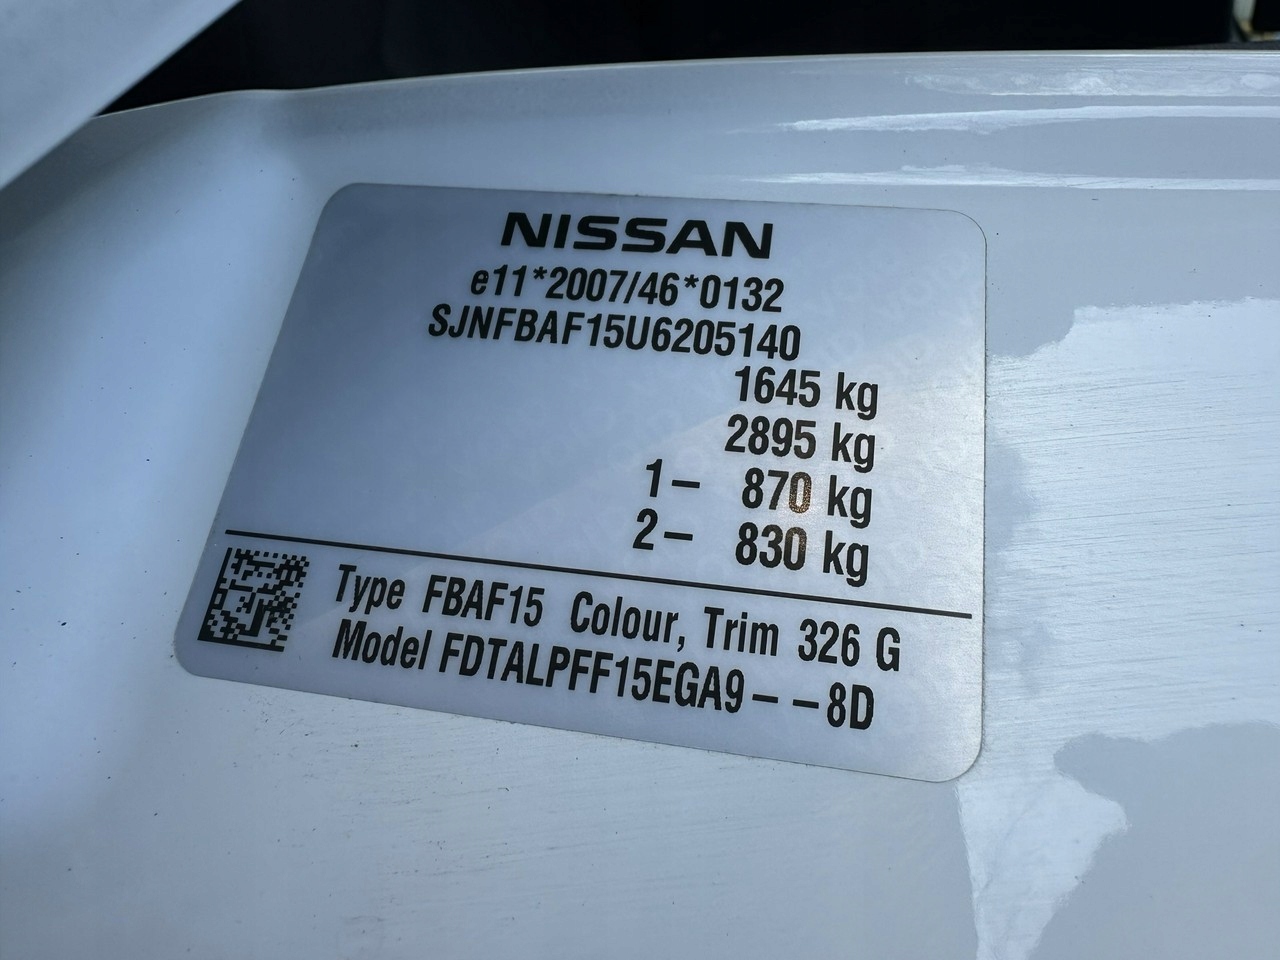 NISSAN
e11*2007/46*0132
SJNFBAF15U6205140
1645 kg
2895 kg
1– 870 kg
2– 830 kg
Type FBAF15 Colour, Trim 326 G
Model FDTALPFF15EGA9– –8D